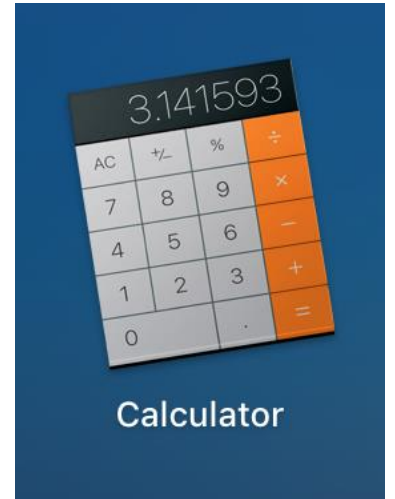 3.141593
AC +/- % ÷
7 8 9 ×
4 5 6 −
1 2 3 +
0 . =
Calculator